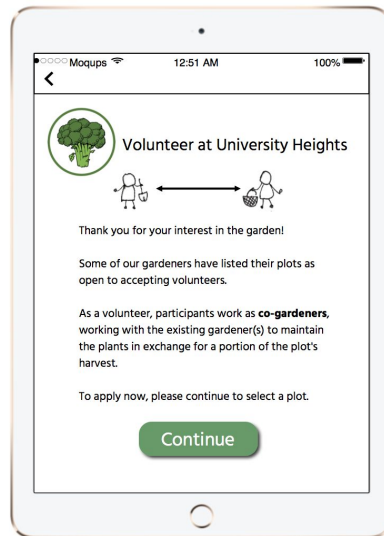 Moqups 12:51 AM 100%
Volunteer at University Heights
Thank you for your interest in the garden!
Some of our gardeners have listed their plots as
open to accepting volunteers.
As a volunteer, participants work as co-gardeners,
working with the existing gardener(s) to maintain
the plants in exchange for a portion of the plot's
harvest.
To apply now, please continue to select a plot.
Continue